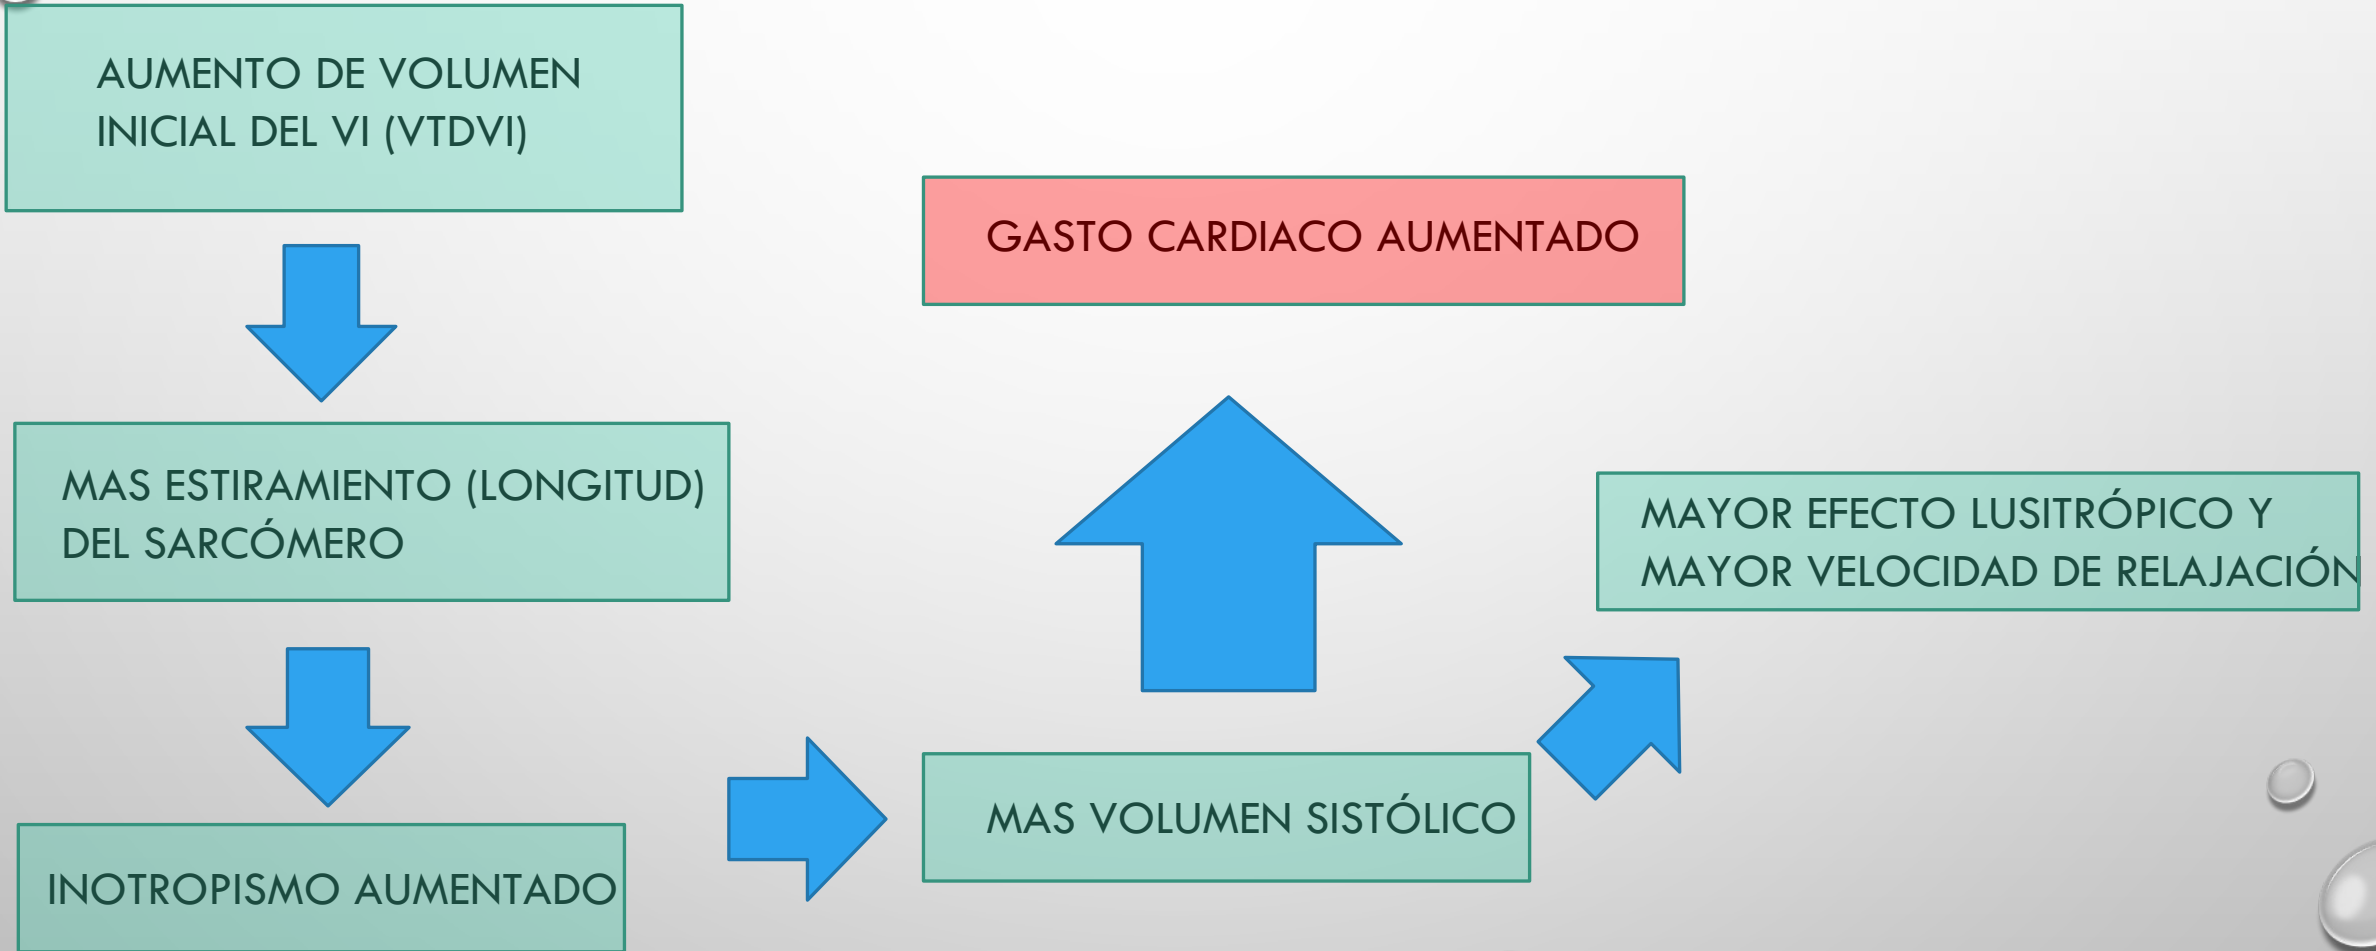 AUMENTO DE VOLUMEN
INICIAL DEL VI (VTDVI)
MAS ESTIRAMIENTO (LONGITUD)
DEL SARCÓMERO
INOTROPISMO AUMENTADO
MAS VOLUMEN SISTÓLICO
GASTO CARDIACO AUMENTADO
MAYOR EFECTO LUSITRÓPICO Y
MAYOR VELOCIDAD DE RELAJACIÓN